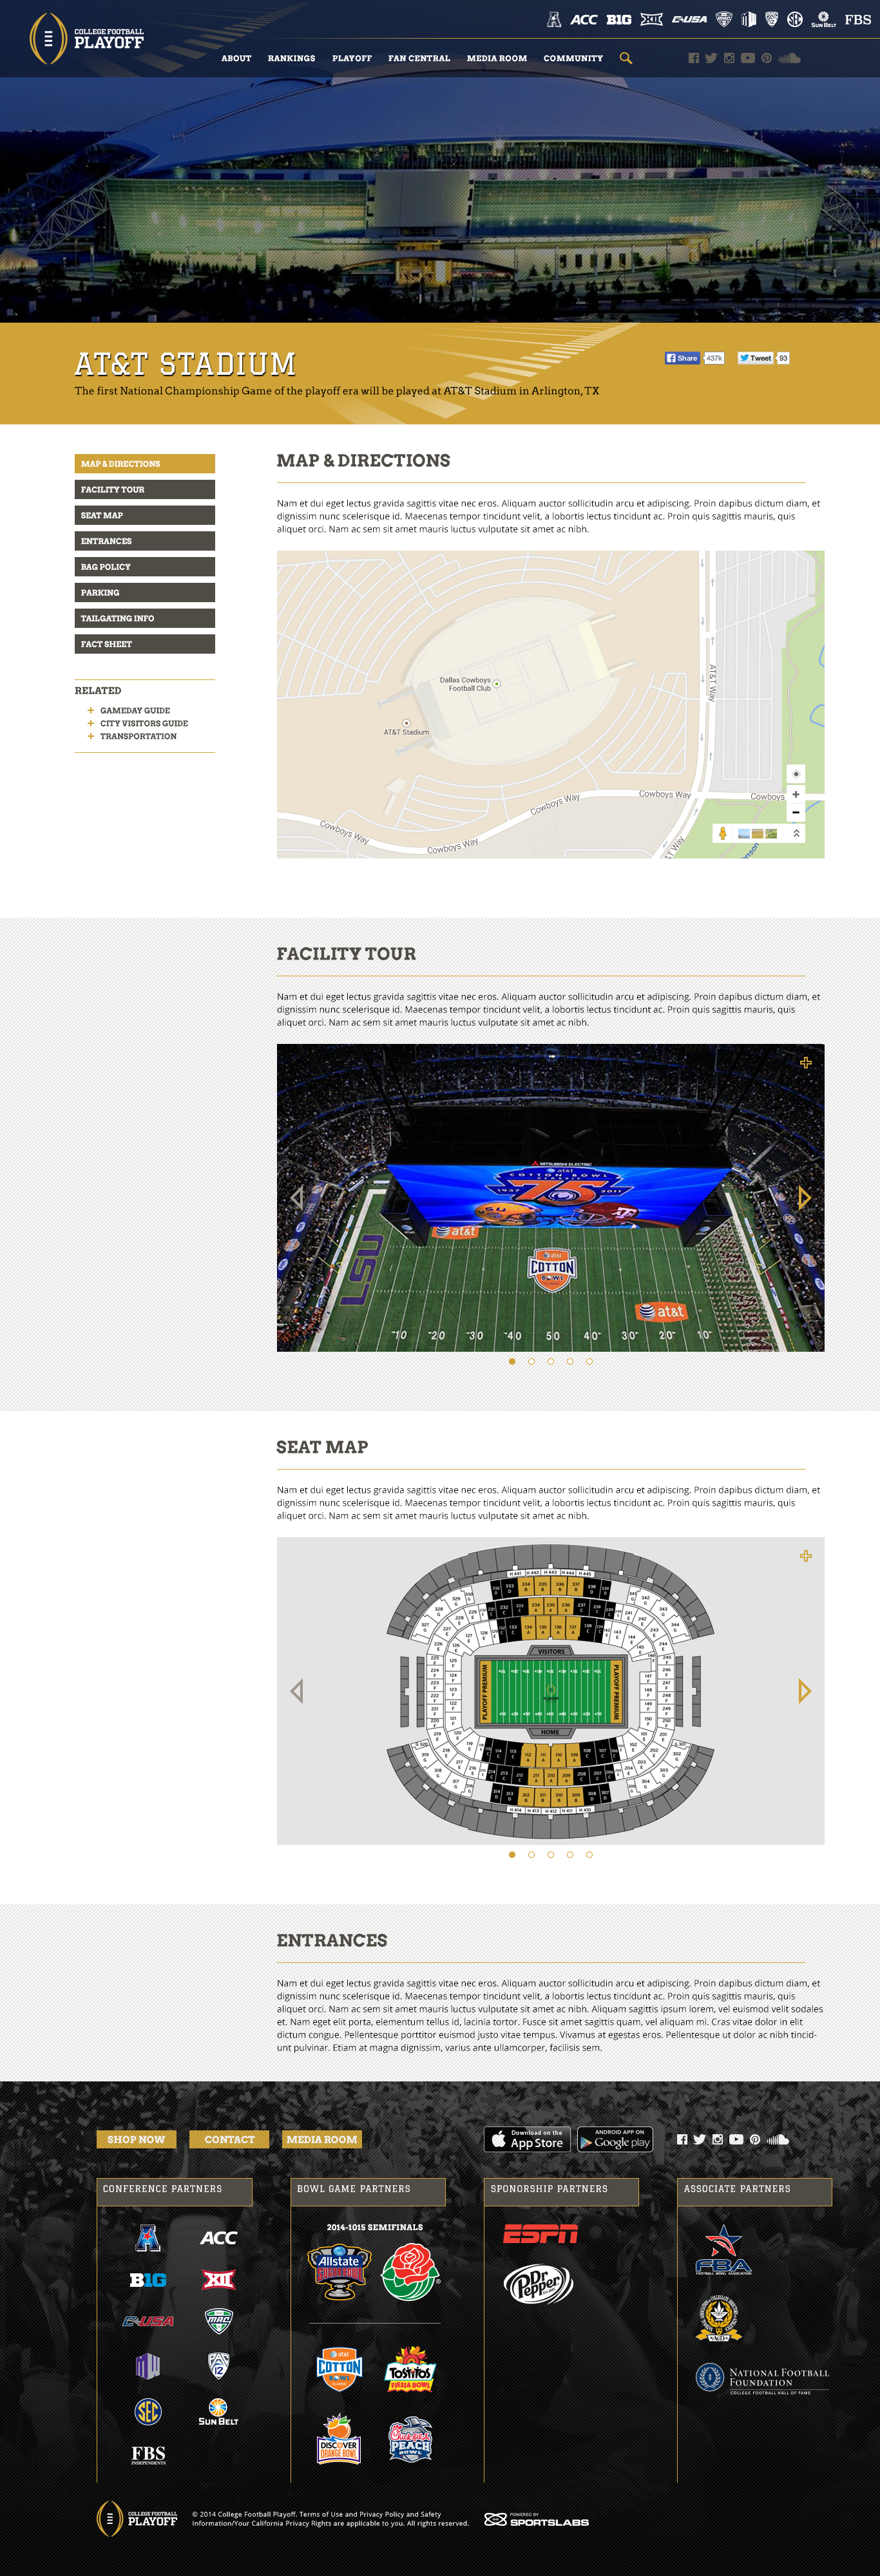 COLLEGE FOOTBALL
PLAYOFF
ACC B1G XII C-USA SEC SUN BELT FBS
ABOUT RANKINGS PLAYOFF FAN CENTRAL MEDIA ROOM COMMUNITY
AT&T STADIUM
The first National Championship Game of the playoff era will be played at AT&T Stadium in Arlington, TX
Share 437k Tweet 93
MAP & DIRECTIONS
FACILITY TOUR
SEAT MAP
ENTRANCES
BAG POLICY
PARKING
TAILGATING INFO
FACT SHEET
RELATED
GAMEDAY GUIDE
CITY VISITORS GUIDE
TRANSPORTATION
MAP & DIRECTIONS
Nam et dui eget lectus gravida sagittis vitae nec eros. Aliquam auctor sollicitudin arcu et adipiscing. Proin dapibus dictum diam, et
dignissim nunc scelerisque id. Maecenas tempor tincidunt velit, a lobortis lectus tincidunt ac. Proin quis sagittis mauris, quis
aliquet orci. Nam ac sem sit amet mauris luctus vulputate sit amet ac nibh.
Dallas Cowboys
Football Club
AT&T Stadium
AT&T Way
Cowboys Way
Cowboys Way
Cowboys Way
Cowboys Way
Cowboys
FACILITY TOUR
Nam et dui eget lectus gravida sagittis vitae nec eros. Aliquam auctor sollicitudin arcu et adipiscing. Proin dapibus dictum diam, et
dignissim nunc scelerisque id. Maecenas tempor tincidunt velit, a lobortis lectus tincidunt ac. Proin quis sagittis mauris, quis
aliquet orci. Nam ac sem sit amet mauris luctus vulputate sit amet ac nibh.
MITSUBISHI ELECTRIC
at&t
COTTON BOWL
1937 75 2011
LSU
at&t
at&t
COTTON
BOWL
at&t
10 20 30 40 50 40 30 20 10
SEAT MAP
Nam et dui eget lectus gravida sagittis vitae nec eros. Aliquam auctor sollicitudin arcu et adipiscing. Proin dapibus dictum diam, et
dignissim nunc scelerisque id. Maecenas tempor tincidunt velit, a lobortis lectus tincidunt ac. Proin quis sagittis mauris, quis
aliquet orci. Nam ac sem sit amet mauris luctus vulputate sit amet ac nibh.
VISITORS
PLAYOFF PREMIUM
PLAYOFF PREMIUM
HOME
ENTRANCES
Nam et dui eget lectus gravida sagittis vitae nec eros. Aliquam auctor sollicitudin arcu et adipiscing. Proin dapibus dictum diam, et
dignissim nunc scelerisque id. Maecenas tempor tincidunt velit, a lobortis lectus tincidunt ac. Proin quis sagittis mauris, quis
aliquet orci. Nam ac sem sit amet mauris luctus vulputate sit amet ac nibh. Aliquam sagittis ipsum lorem, vel euismod velit sodales
et. Nam eget elit porta, elementum tellus id, lacinia tortor. Fusce sit amet sagittis quam, vel aliquam mi. Cras vitae dolor in elit
dictum congue. Pellentesque porttitor euismod justo vitae tempus. Vivamus at egestas eros. Pellentesque ut dolor ac nibh tincid-
unt pulvinar. Etiam at magna dignissim, varius ante ullamcorper, facilisis sem.
SHOP NOW CONTACT MEDIA ROOM
Download on the
App Store
ANDROID APP ON
Google play
CONFERENCE PARTNERS
ACC
B1G XII
C-USA MAC
PAC 12
SEC SUN BELT
FBS
INDEPENDENTS
BOWL GAME PARTNERS
2014-1015 SEMIFINALS
Allstate
SUGAR BOWL
at&t
COTTON
BOWL
Tostitos
FIESTA BOWL
DISCOVER
ORANGE BOWL
Chick-fil-A
PEACH
BOWL
SPONORSHIP PARTNERS
ESPN
Dr Pepper
ASSOCIATE PARTNERS
FBA
FOOTBALL BOWL ASSOCIATION
NATIONAL FOOTBALL
FOUNDATION
COLLEGE FOOTBALL HALL OF FAME
COLLEGE FOOTBALL
PLAYOFF
© 2014 College Football Playoff. Terms of Use and Privacy Policy and Safety
Information/Your California Privacy Rights are applicable to you. All rights reserved.
POWERED BY
SPORTSLABS